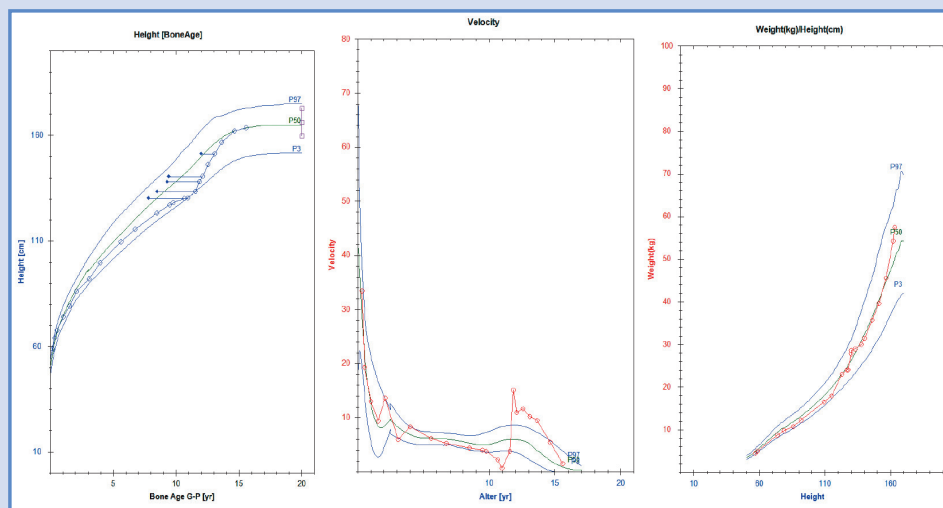 Height [BoneAge]
P97
P50
P3
160
110
60
10
Height [cm]
5
10
15
20
Bone Age G-P [yr]
Velocity
80
70
60
50
40
30
20
10
Velocity
P97
10
20
Alter [yr]
Weight(kg)/Height(cm)
100
90
80
70
60
50
40
30
20
10
Weight(kg)
P97
P50
P3
10
60
110
160
Height